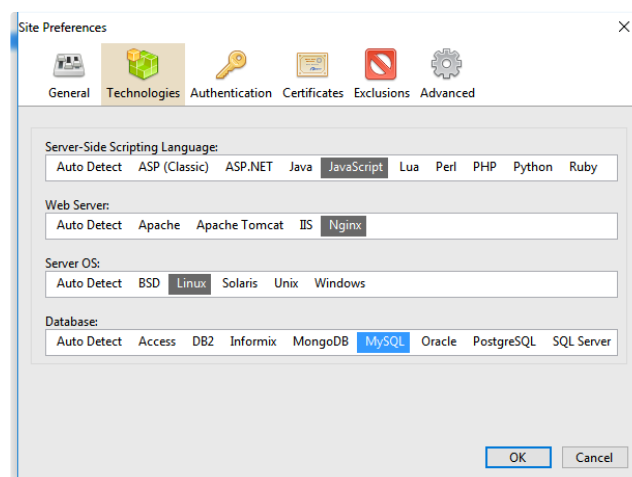 Site Preferences
General Technologies Authentication Certificates Exclusions Advanced
Server-Side Scripting Language:
Auto Detect ASP (Classic) ASP.NET Java JavaScript Lua Perl PHP Python Ruby
Web Server:
Auto Detect Apache Apache Tomcat IIS Nginx
Server OS:
Auto Detect BSD Linux Solaris Unix Windows
Database:
Auto Detect Access DB2 Informix MongoDB MySQL Oracle PostgreSQL SQL Server
OK Cancel